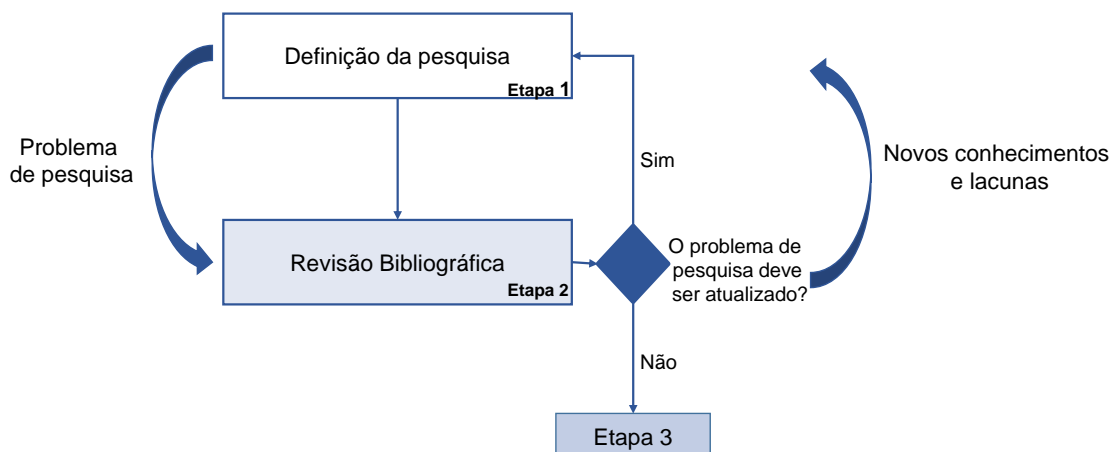 Definição da pesquisa
Etapa 1
Problema
de pesquisa
Sim
Novos conhecimentos
e lacunas
Revisão Bibliográfica
Etapa 2
O problema de
pesquisa deve
ser atualizado?
Não
Etapa 3